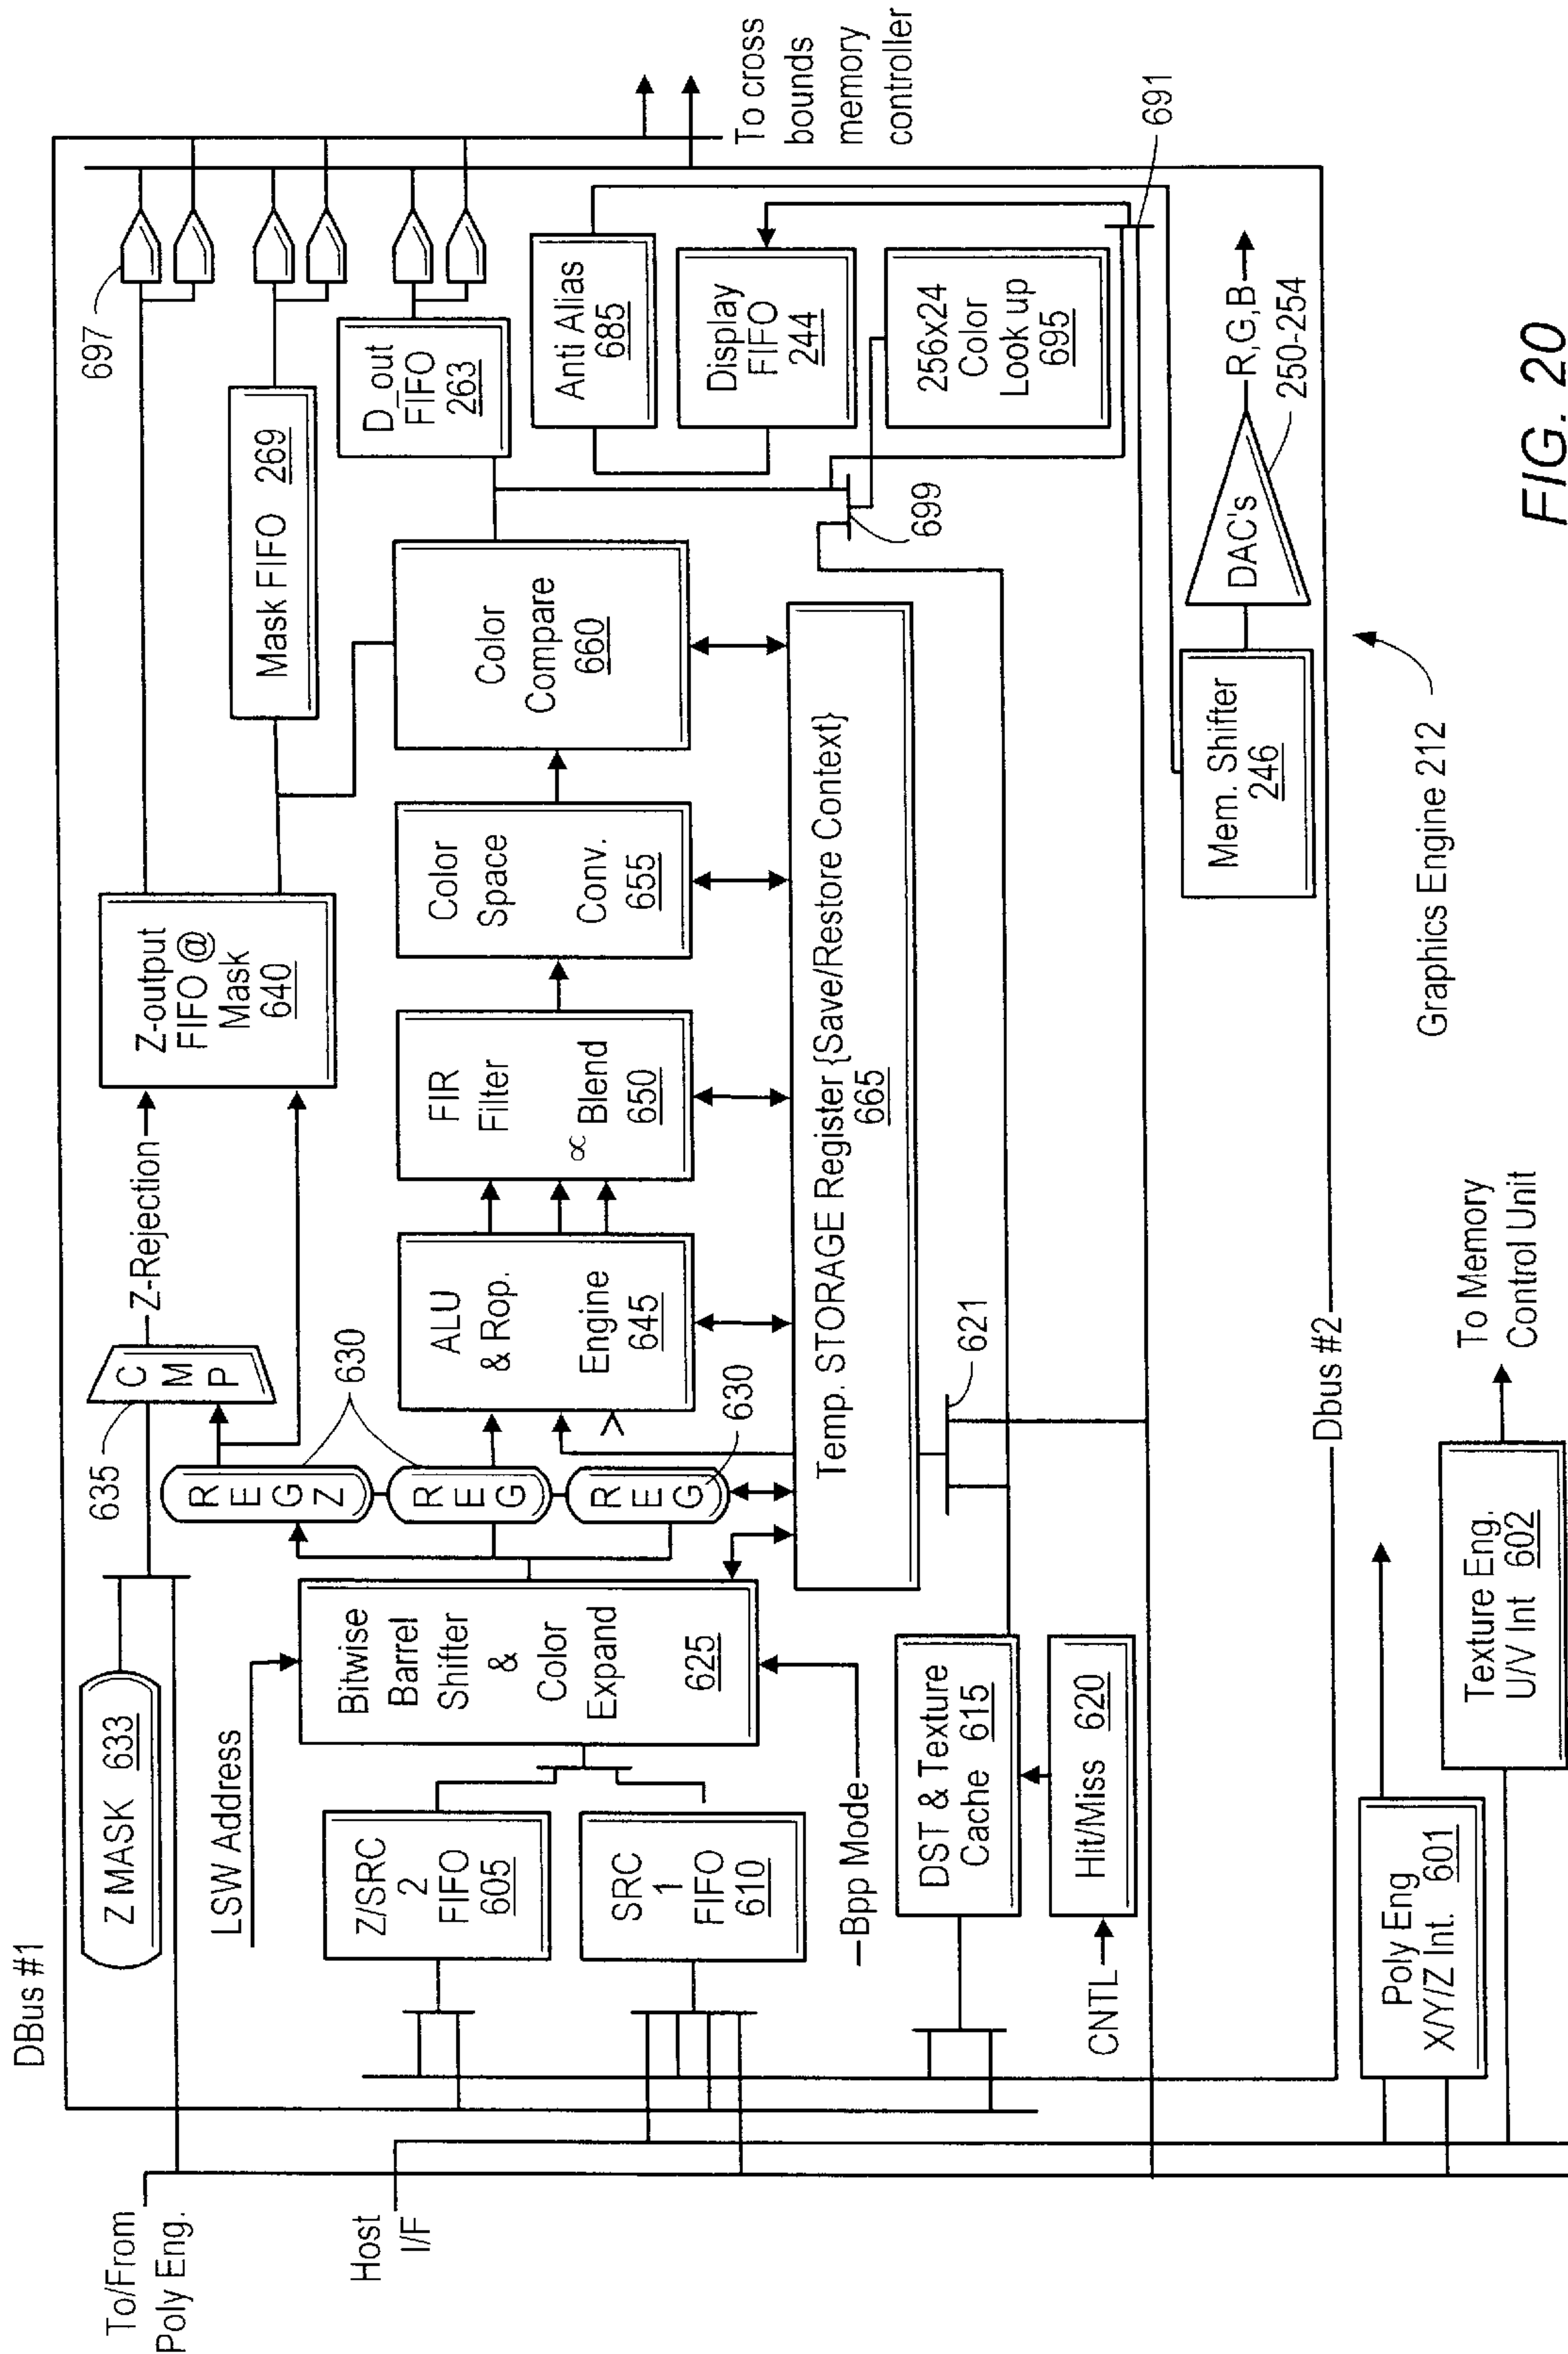 DBus #1
To/From
Poly Eng.
Host
I/F
Z MASK 633
LSW Address
Z/SRC
2
FIFO
605
SRC
1
FIFO
610
Bpp Mode
DST & Texture
Cache 615
Hit/Miss 620
CNTL
Bitwise
Barrel
Shifter
&
Color
Expand
625
635
C
M
P
Z-Rejection
R
E
G
Z
R
E
G
R
E
G
630
630
ALU
& Rop.
Engine
645
FIR
Filter
∝ Blend
650
Color
Space
Conv.
655
Color
Compare
660
Z-output
FIFO @
Mask
640
Mask FIFO 269
D_out
FIFO
263
697
Anti Alias
685
Display
FIFO
244
256x24
Color
Look up
695
699
691
To cross
bounds
memory
controller
Temp. STORAGE Register {Save/Restore Context}
665
621
Mem. Shifter
246
DAC's
R,G,B
250-254
Dbus #2
Graphics Engine 212
Poly Eng
X/Y/Z Int. 601
Texture Eng.
U/V Int 602
To Memory
Control Unit
FIG. 20